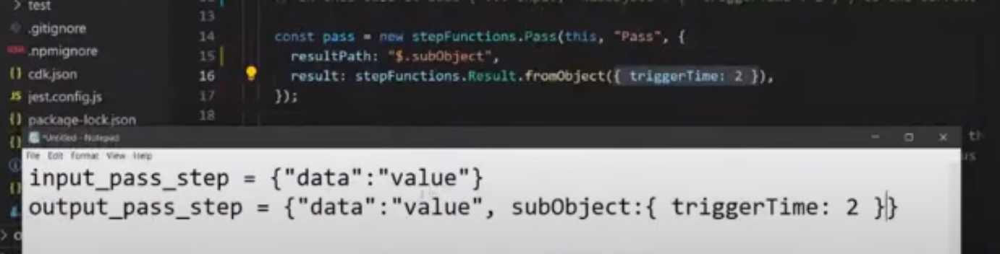 test
.gitignore
.npmignore
cdk.json
jest.config.js
package-lock.json
13
14 const pass = new stepFunctions.Pass(this, "Pass", {
15 resultPath: "$.subObject",
16 result: stepFunctions.Result.fromObject({ triggerTime: 2 }),
17 });
18
*Untitled - Notepad
File Edit Format View Help
input_pass_step = {"data":"value"}
output_pass_step = {"data":"value", subObject:{ triggerTime: 2 }}